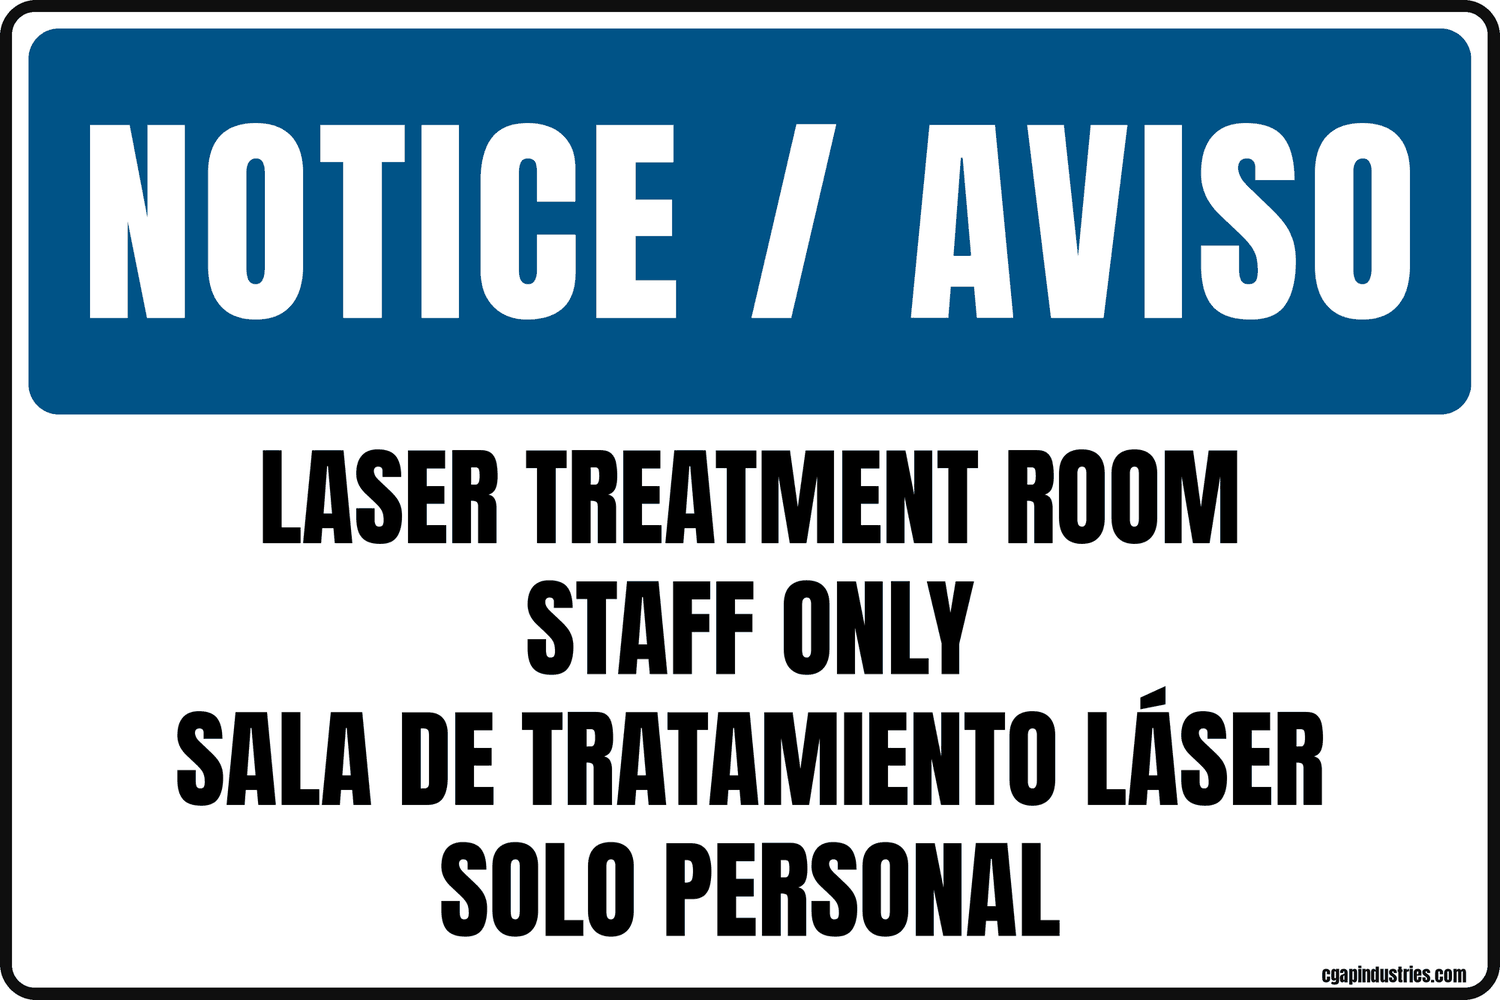 NOTICE / AVISO
LASER TREATMENT ROOM
STAFF ONLY
SALA DE TRATAMIENTO LÁSER
SOLO PERSONAL
cgapindustries.com